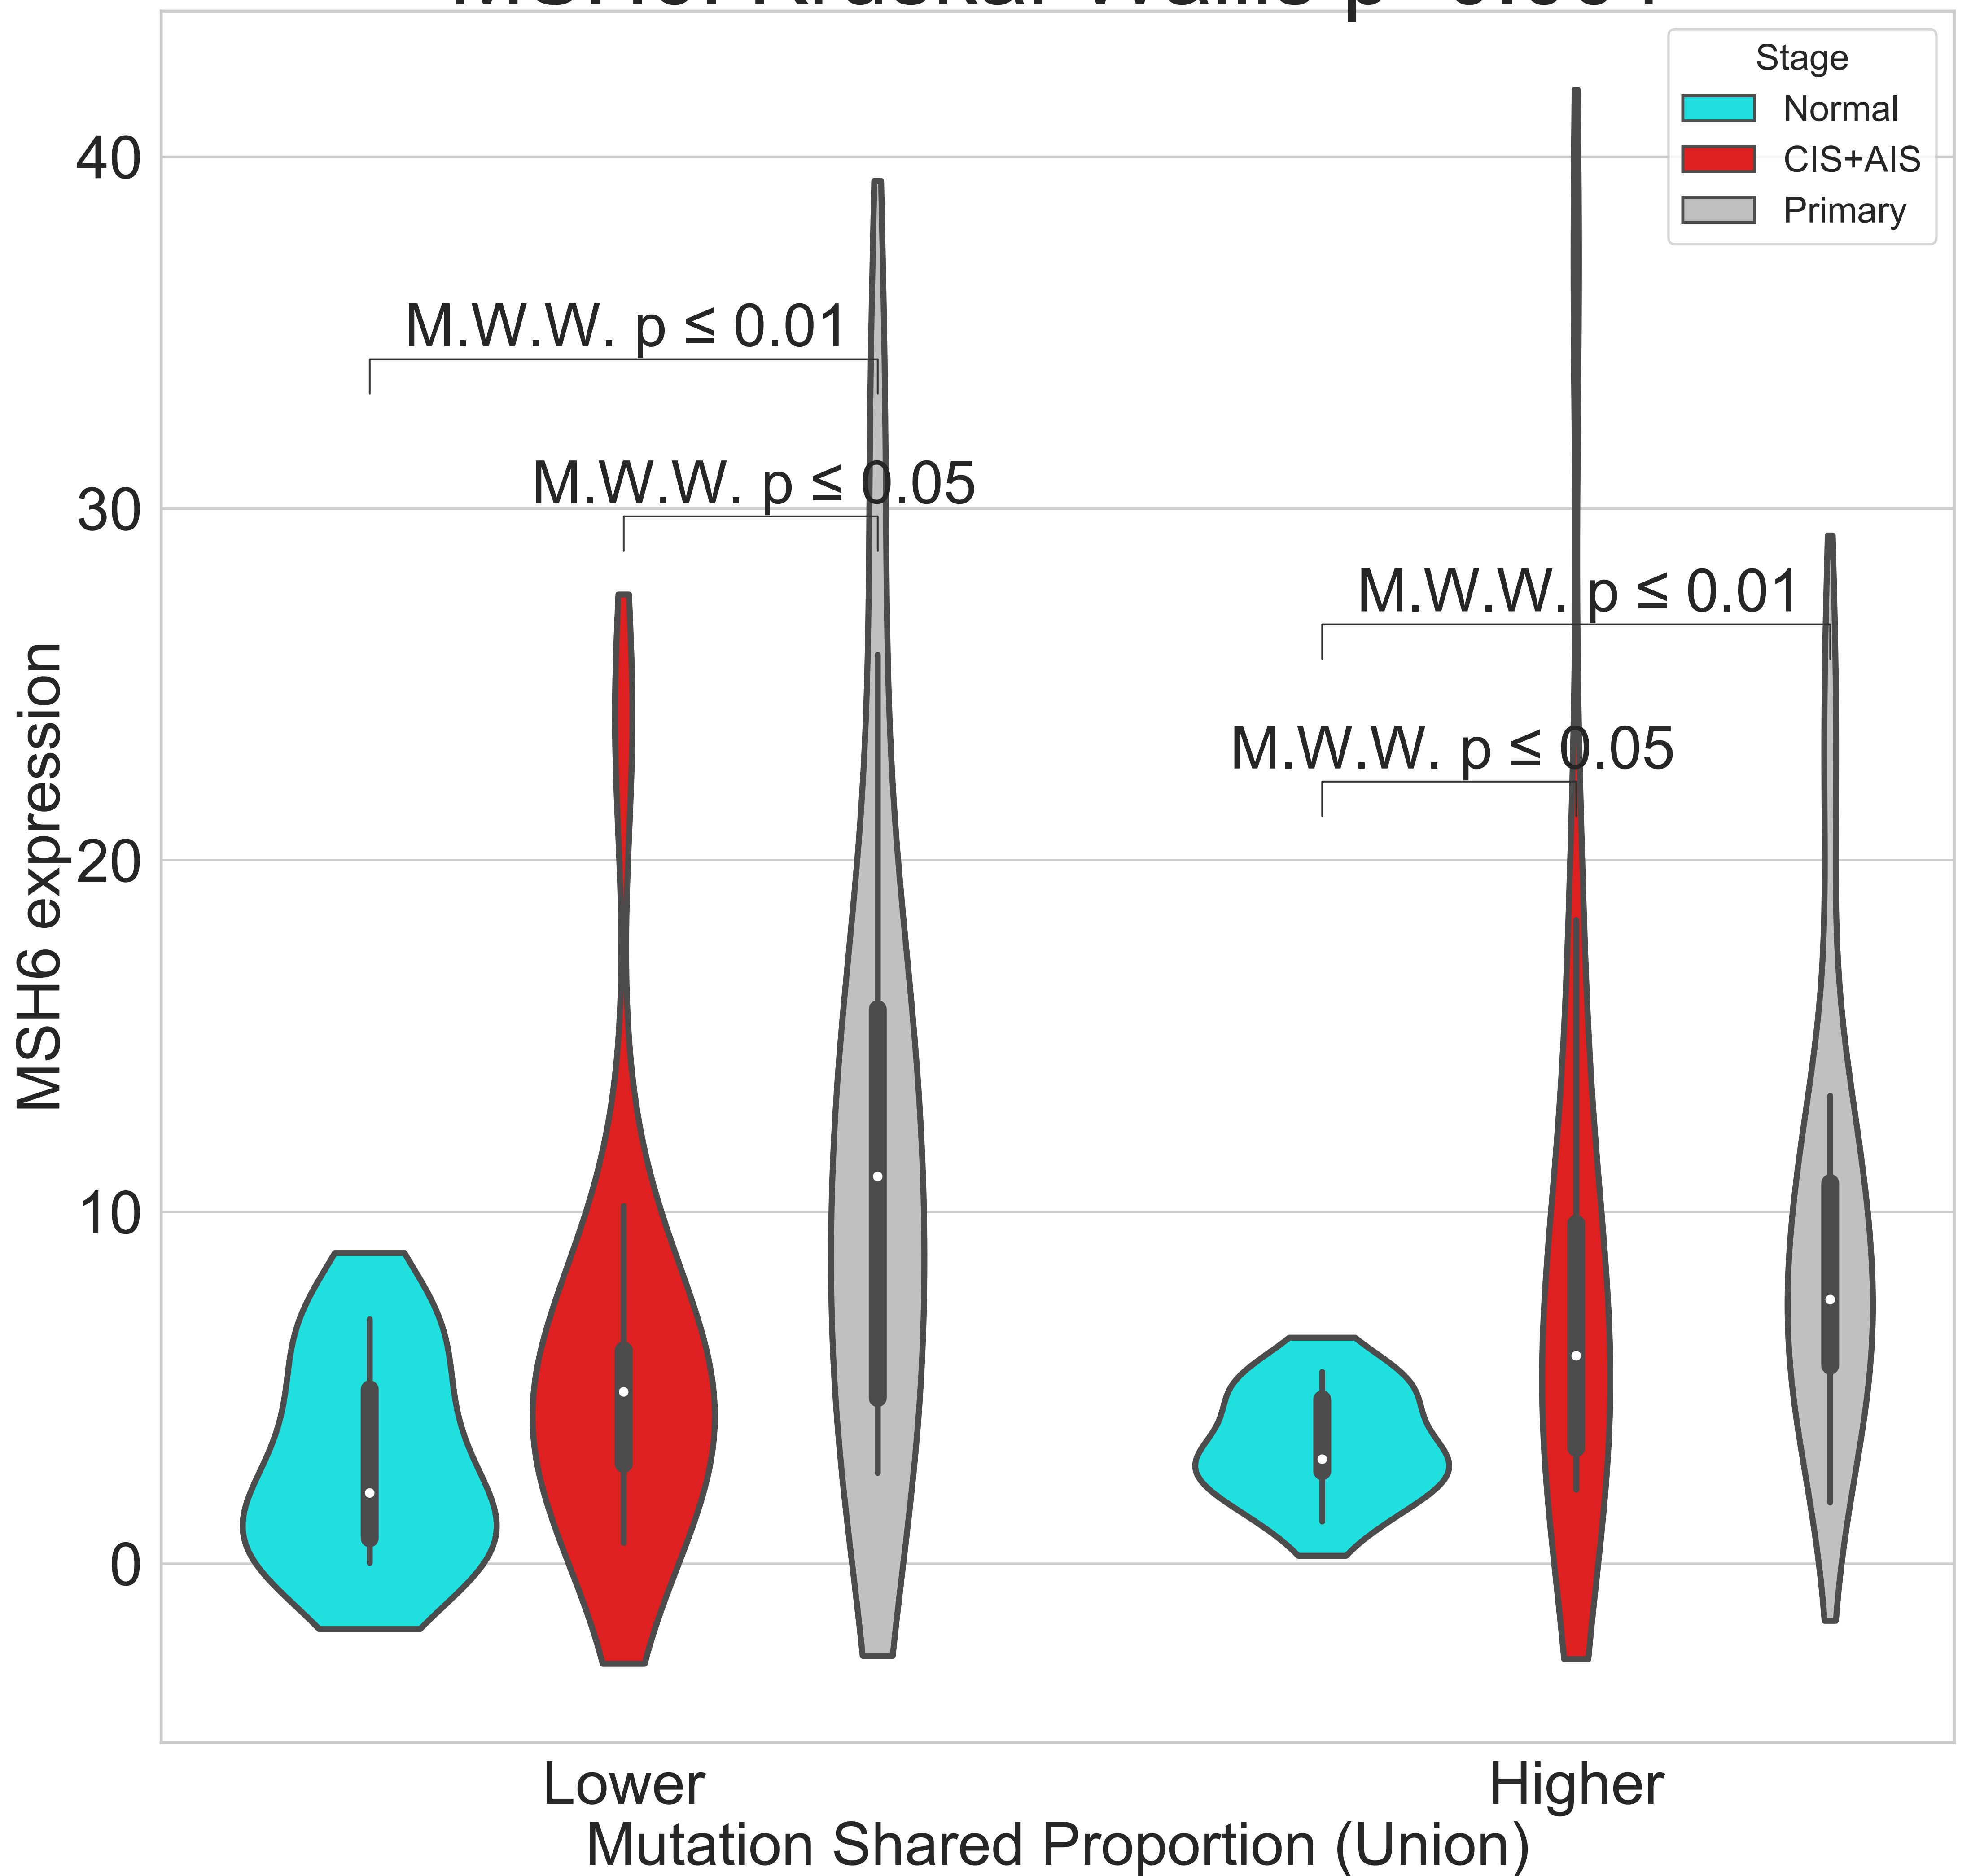 Stage
Normal
CIS+AIS
Primary
40
30
20
10
0
MSH6 expression
M.W.W. p ≤ 0.01
M.W.W. p ≤ 0.05
M.W.W. p ≤ 0.01
M.W.W. p ≤ 0.05
Lower
Higher
Mutation Shared Proportion (Union)